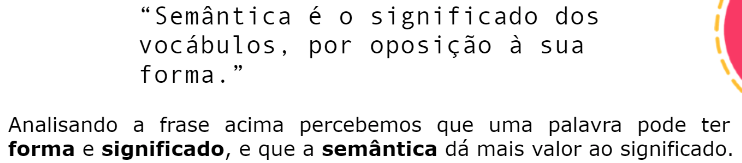 “Semântica é o significado dos
vocábulos, por oposição à sua
forma.”
Analisando a frase acima percebemos que uma palavra pode ter
forma e significado, e que a semântica dá mais valor ao significado.